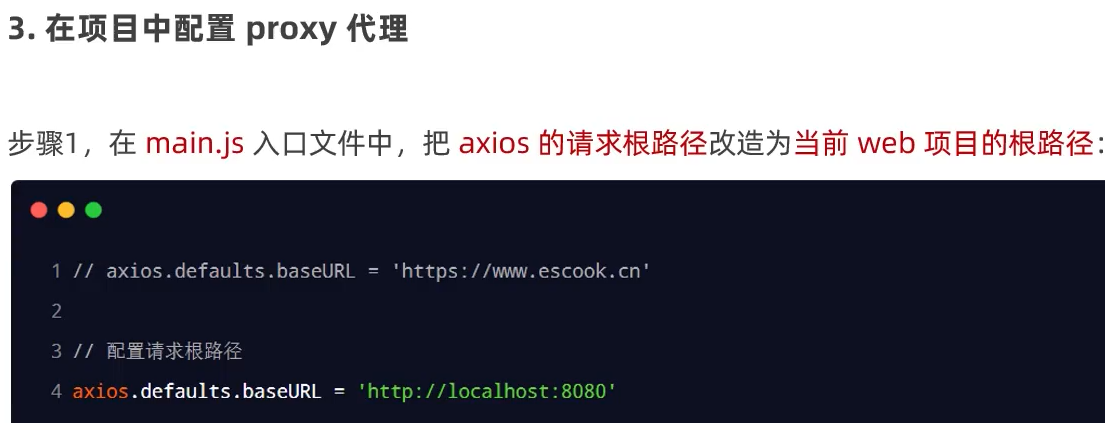 3. 在项目中配置 proxy 代理
步骤1，在 main.js 入口文件中，把 axios 的请求根路径改造为当前 web 项目的根路径：
1 // axios.defaults.baseURL = 'https://www.escook.cn'
2
3 // 配置请求根路径
4 axios.defaults.baseURL = 'http://localhost:8080'